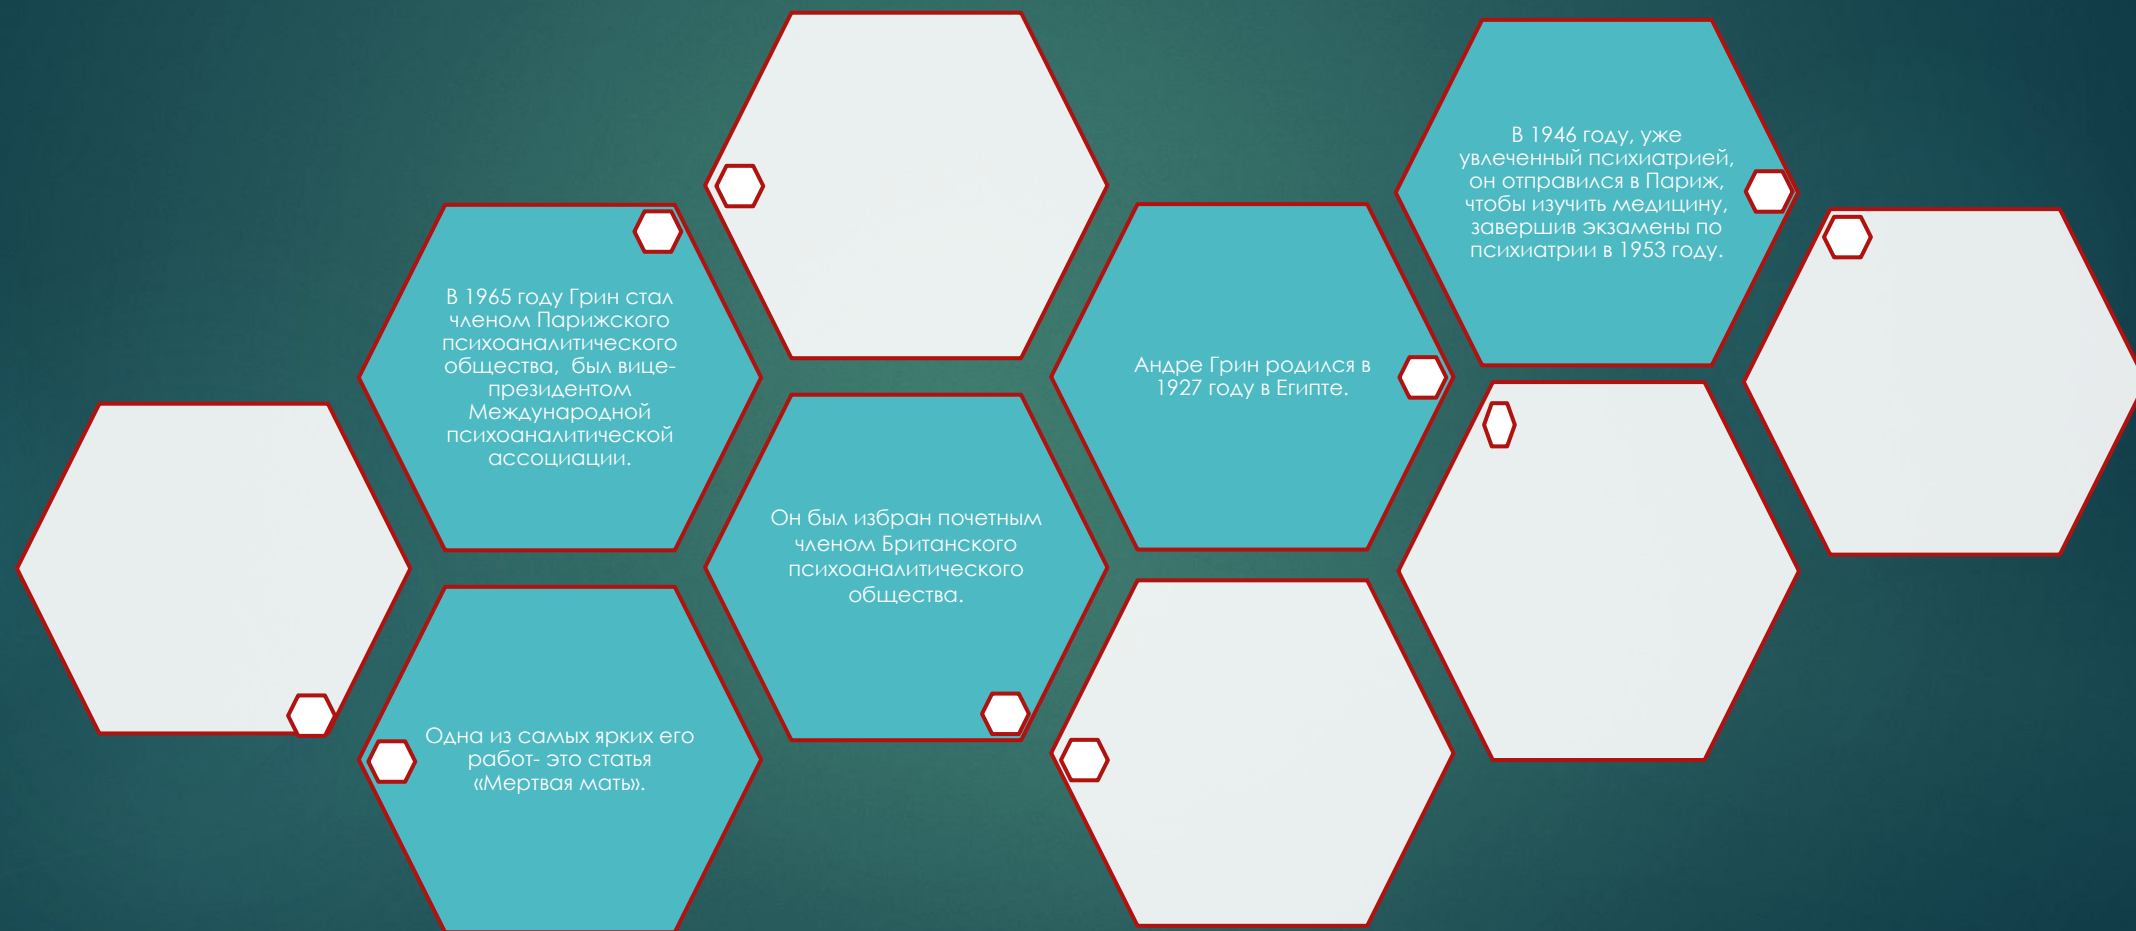 В 1965 году Грин стал
членом Парижского
психоаналитического
общества,  был вице-
президентом
Международной
психоаналитической
ассоциации.
Одна из самых ярких его
работ- это статья
«Мертвая мать».
Он был избран почетным
членом Британского
психоаналитического
общества.
Андре Грин родился в
1927 году в Египте.
В 1946 году, уже
увлеченный психиатрией,
он отправился в Париж,
чтобы изучить медицину,
завершив экзамены по
психиатрии в 1953 году.